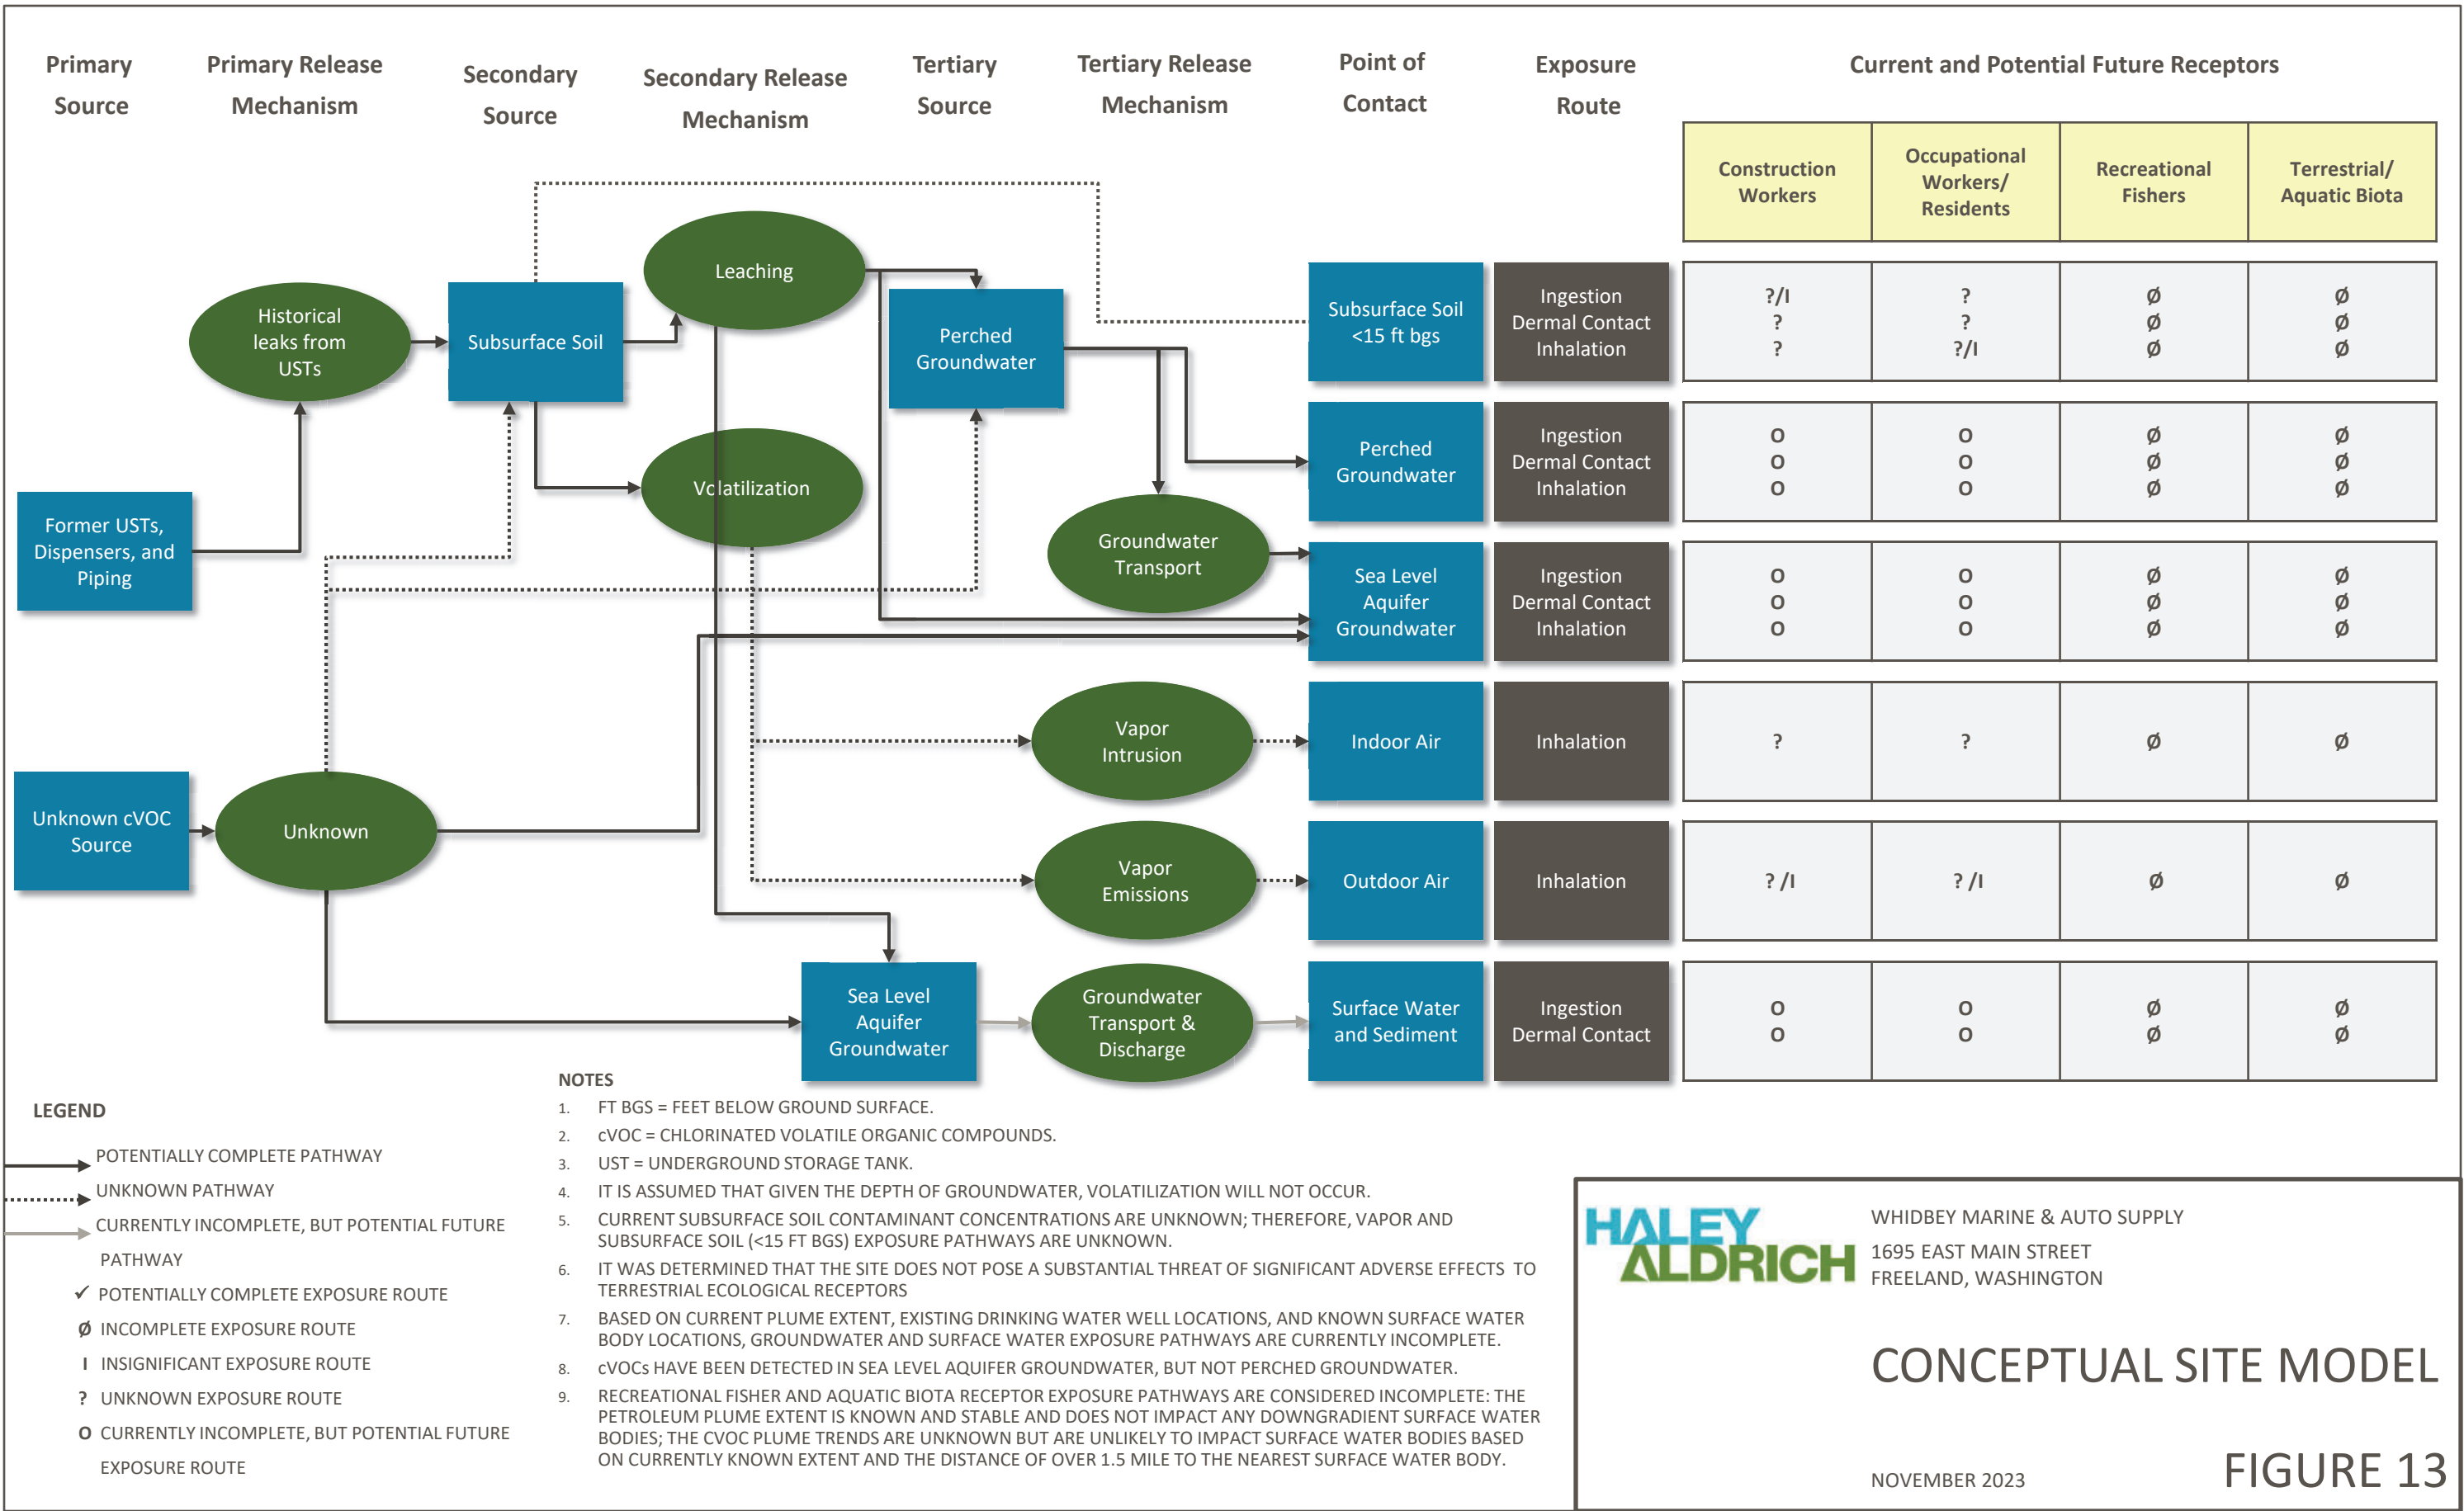 Primary
Source
Primary Release
Mechanism
Secondary
Source
Secondary Release
Mechanism
Tertiary
Source
Tertiary Release
Mechanism
Point of
Contact
Exposure
Route
Current and Potential Future Receptors
Construction
Workers
Occupational
Workers/
Residents
Recreational
Fishers
Terrestrial/
Aquatic Biota
Historical
leaks from
USTs
Subsurface Soil
Leaching
Perched
Groundwater
Volatilization
Former USTs,
Dispensers, and
Piping
Groundwater
Transport
Unknown cVOC
Source
Unknown
Vapor
Intrusion
Vapor
Emissions
Sea Level
Aquifer
Groundwater
Groundwater
Transport &
Discharge
Subsurface Soil
<15 ft bgs
Ingestion
Dermal Contact
Inhalation
?/I ? Ø Ø
? ? Ø Ø
? ?/I Ø Ø
Perched
Groundwater
Ingestion
Dermal Contact
Inhalation
O O Ø Ø
O O Ø Ø
O O Ø Ø
Sea Level
Aquifer
Groundwater
Ingestion
Dermal Contact
Inhalation
O O Ø Ø
O O Ø Ø
O O Ø Ø
Indoor Air
Inhalation
? ? Ø Ø
Outdoor Air
Inhalation
? /I ? /I Ø Ø
Surface Water
and Sediment
Ingestion
Dermal Contact
O O Ø Ø
O O Ø Ø
LEGEND
POTENTIALLY COMPLETE PATHWAY
UNKNOWN PATHWAY
CURRENTLY INCOMPLETE, BUT POTENTIAL FUTURE
PATHWAY
✓ POTENTIALLY COMPLETE EXPOSURE ROUTE
Ø INCOMPLETE EXPOSURE ROUTE
I INSIGNIFICANT EXPOSURE ROUTE
? UNKNOWN EXPOSURE ROUTE
O CURRENTLY INCOMPLETE, BUT POTENTIAL FUTURE
EXPOSURE ROUTE
NOTES
1. FT BGS = FEET BELOW GROUND SURFACE.
2. cVOC = CHLORINATED VOLATILE ORGANIC COMPOUNDS.
3. UST = UNDERGROUND STORAGE TANK.
4. IT IS ASSUMED THAT GIVEN THE DEPTH OF GROUNDWATER, VOLATILIZATION WILL NOT OCCUR.
5. CURRENT SUBSURFACE SOIL CONTAMINANT CONCENTRATIONS ARE UNKNOWN; THEREFORE, VAPOR AND
SUBSURFACE SOIL (<15 FT BGS) EXPOSURE PATHWAYS ARE UNKNOWN.
6. IT WAS DETERMINED THAT THE SITE DOES NOT POSE A SUBSTANTIAL THREAT OF SIGNIFICANT ADVERSE EFFECTS TO
TERRESTRIAL ECOLOGICAL RECEPTORS
7. BASED ON CURRENT PLUME EXTENT, EXISTING DRINKING WATER WELL LOCATIONS, AND KNOWN SURFACE WATER
BODY LOCATIONS, GROUNDWATER AND SURFACE WATER EXPOSURE PATHWAYS ARE CURRENTLY INCOMPLETE.
8. cVOCs HAVE BEEN DETECTED IN SEA LEVEL AQUIFER GROUNDWATER, BUT NOT PERCHED GROUNDWATER.
9. RECREATIONAL FISHER AND AQUATIC BIOTA RECEPTOR EXPOSURE PATHWAYS ARE CONSIDERED INCOMPLETE: THE
PETROLEUM PLUME EXTENT IS KNOWN AND STABLE AND DOES NOT IMPACT ANY DOWNGRADIENT SURFACE WATER
BODIES; THE CVOC PLUME TRENDS ARE UNKNOWN BUT ARE UNLIKELY TO IMPACT SURFACE WATER BODIES BASED
ON CURRENTLY KNOWN EXTENT AND THE DISTANCE OF OVER 1.5 MILE TO THE NEAREST SURFACE WATER BODY.
HALEY
ALDRICH
WHIDBEY MARINE & AUTO SUPPLY
1695 EAST MAIN STREET
FREELAND, WASHINGTON
CONCEPTUAL SITE MODEL
NOVEMBER 2023
FIGURE 13